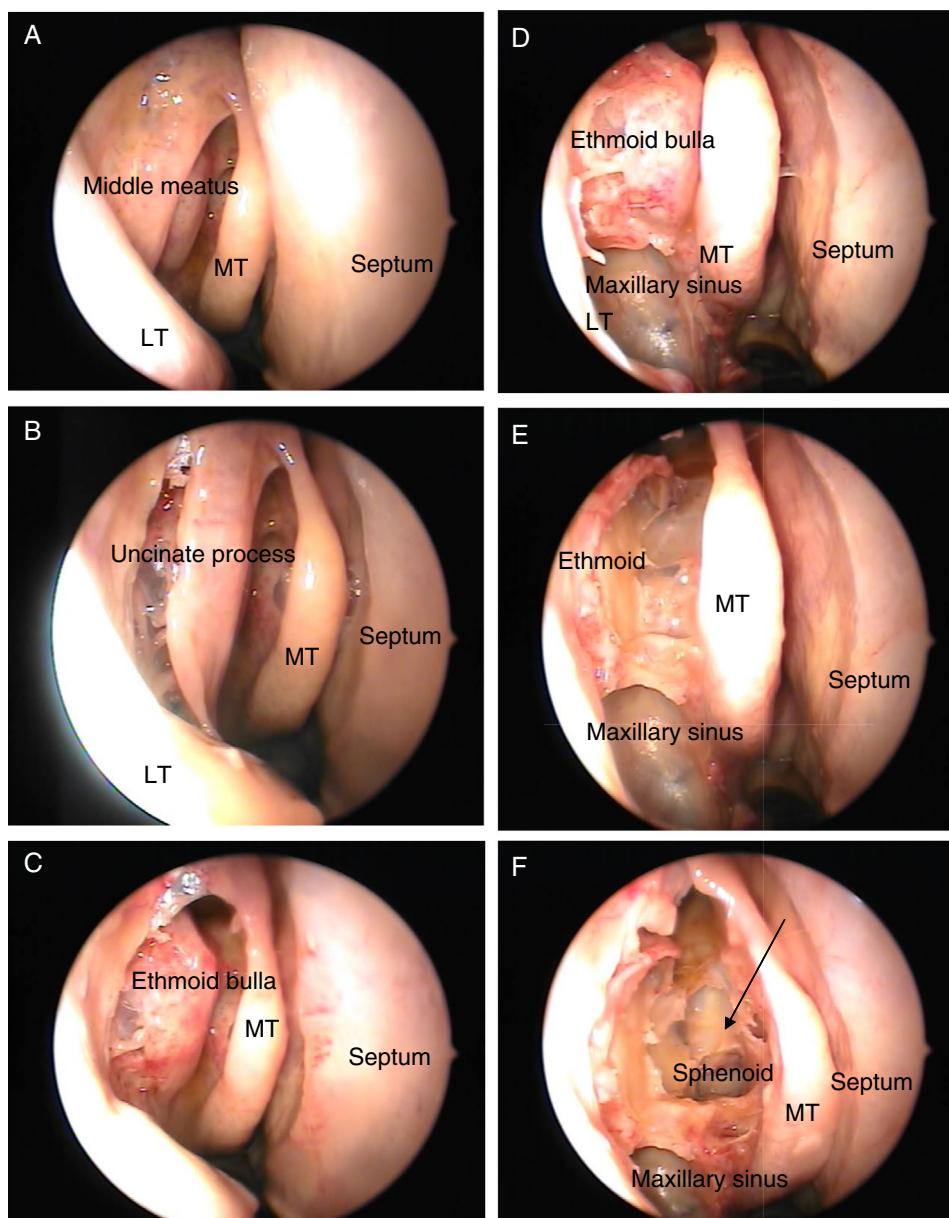 A
Middle meatus
MT
Septum
LT
B
Uncinate process
MT
Septum
LT
C
Ethmoid bulla
MT
Septum
D
Ethmoid bulla
MT
Septum
Maxillary sinus
LT
E
Ethmoid
MT
Septum
Maxillary sinus
F
Sphenoid
Septum
MT
Maxillary sinus